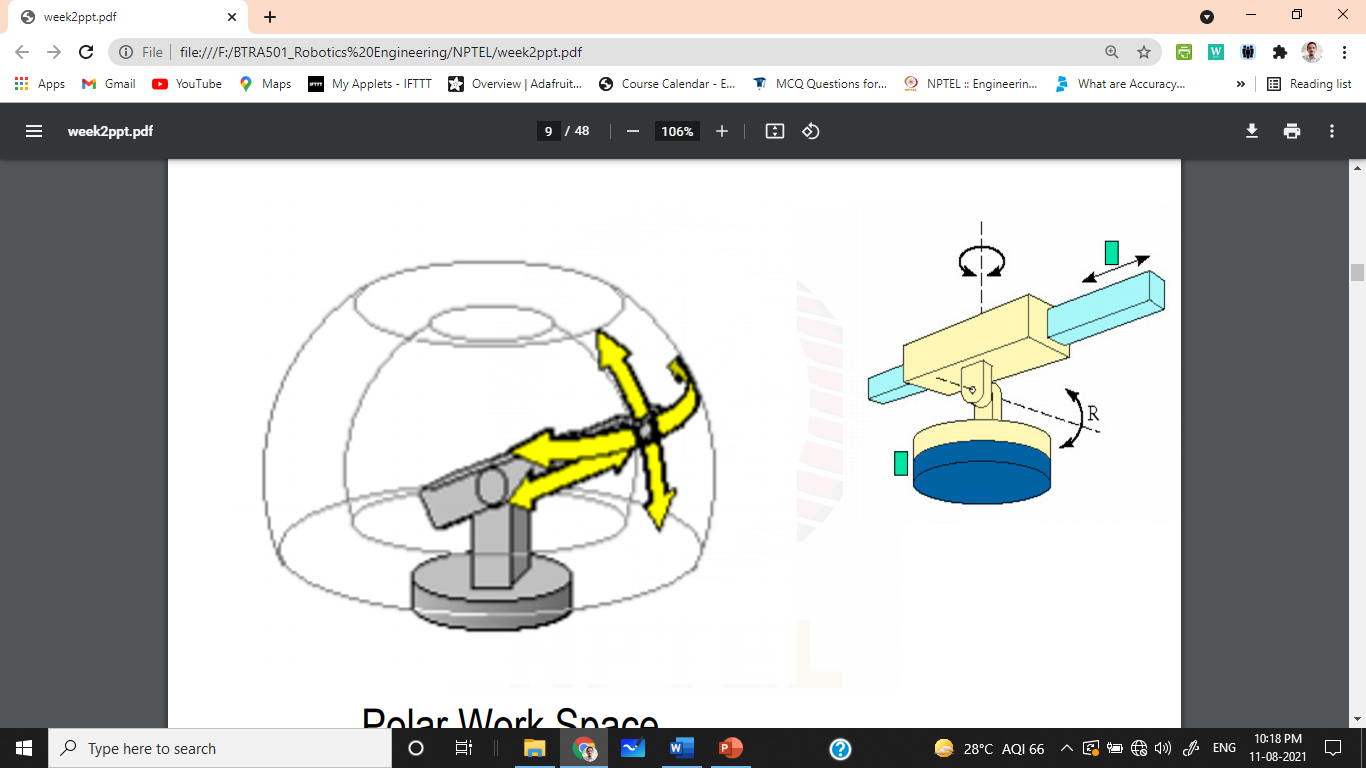 week2ppt.pdf
File
file:///F:/BTRA501_Robotics%20Engineering/NPTEL/week2ppt.pdf
Apps
Gmail
YouTube
Maps
IFTTT
My Applets - IFTTT
Overview | Adafruit...
Course Calendar - E...
MCQ Questions for...
NPTEL :: Engineerin...
What are Accuracy...
»
Reading list
week2ppt.pdf
9 / 48
106%
R
Polar Work Space
Type here to search
28°C AQI 66
ENG
10:18 PM
11-08-2021